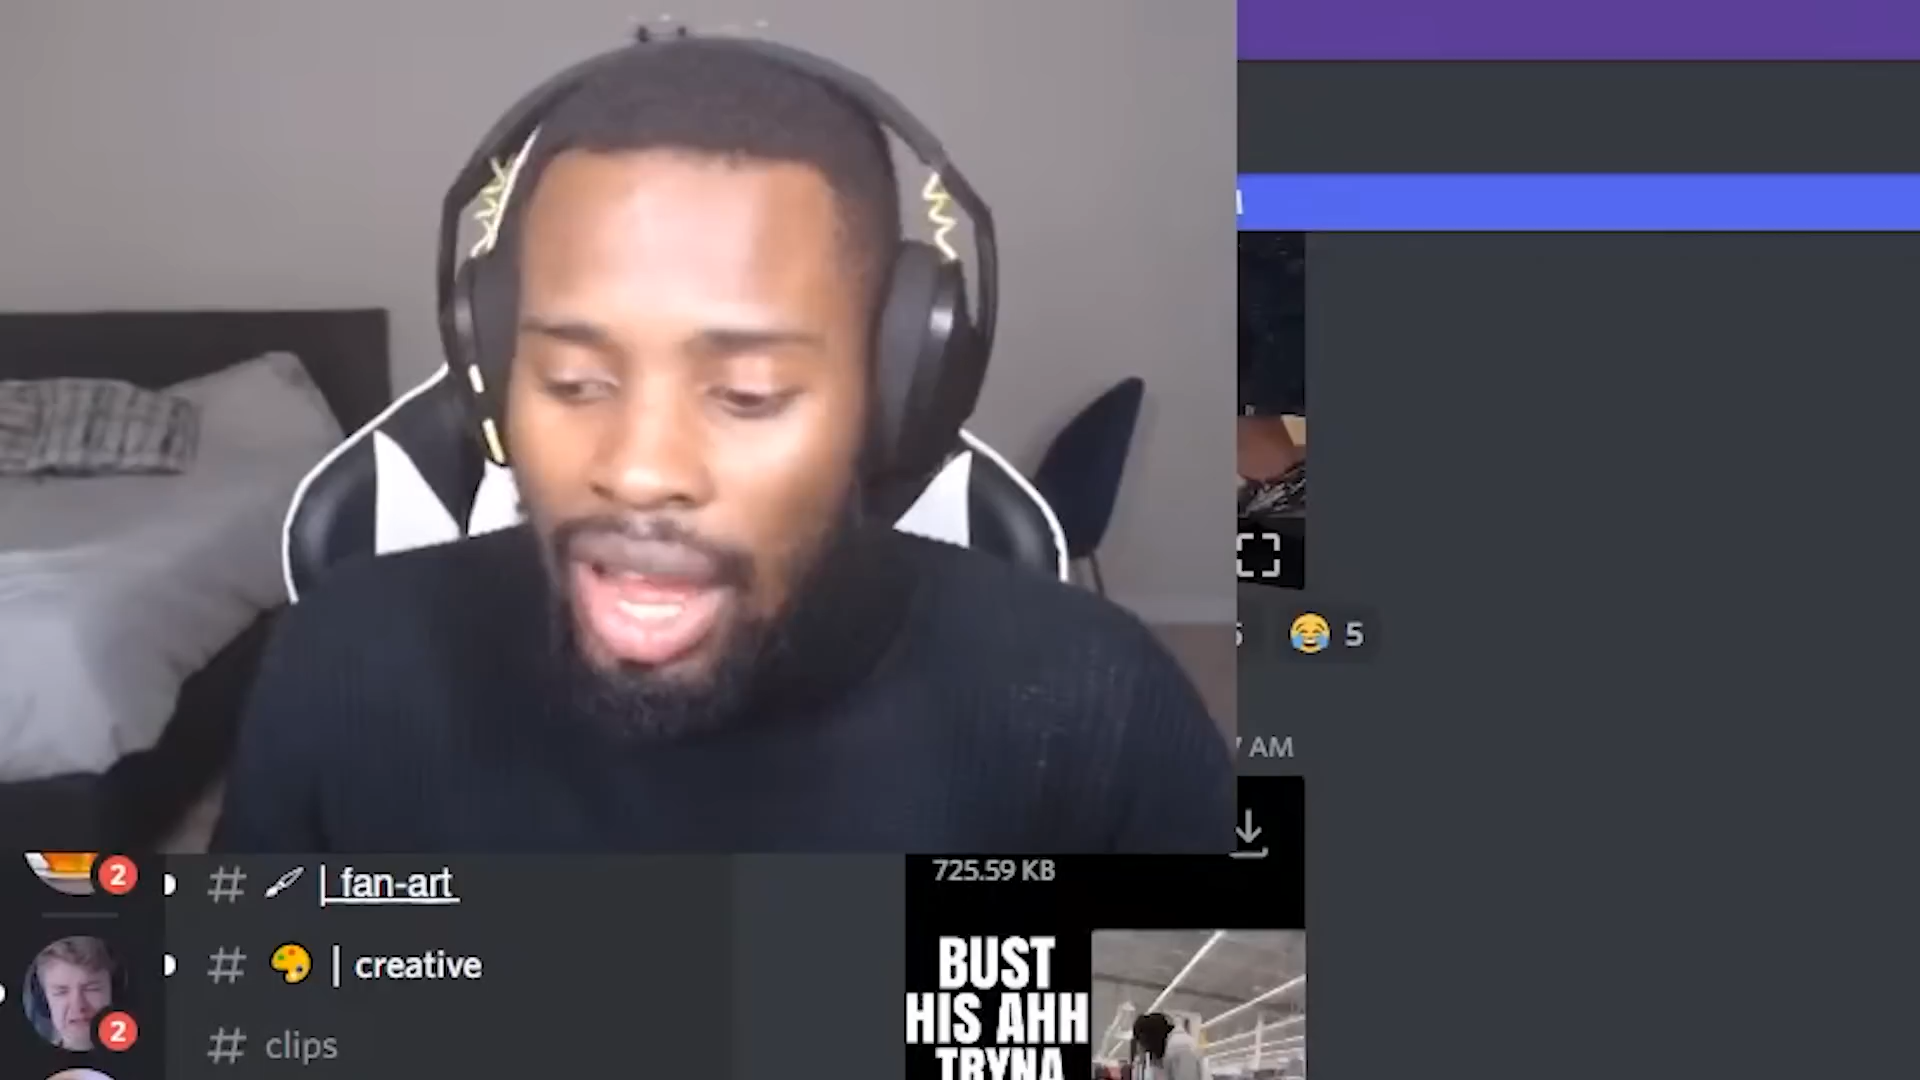 5
AM
725.59 KB
2
# | fan-art
# | creative
2
# clips
BUST
HIS AHH
TRYNA